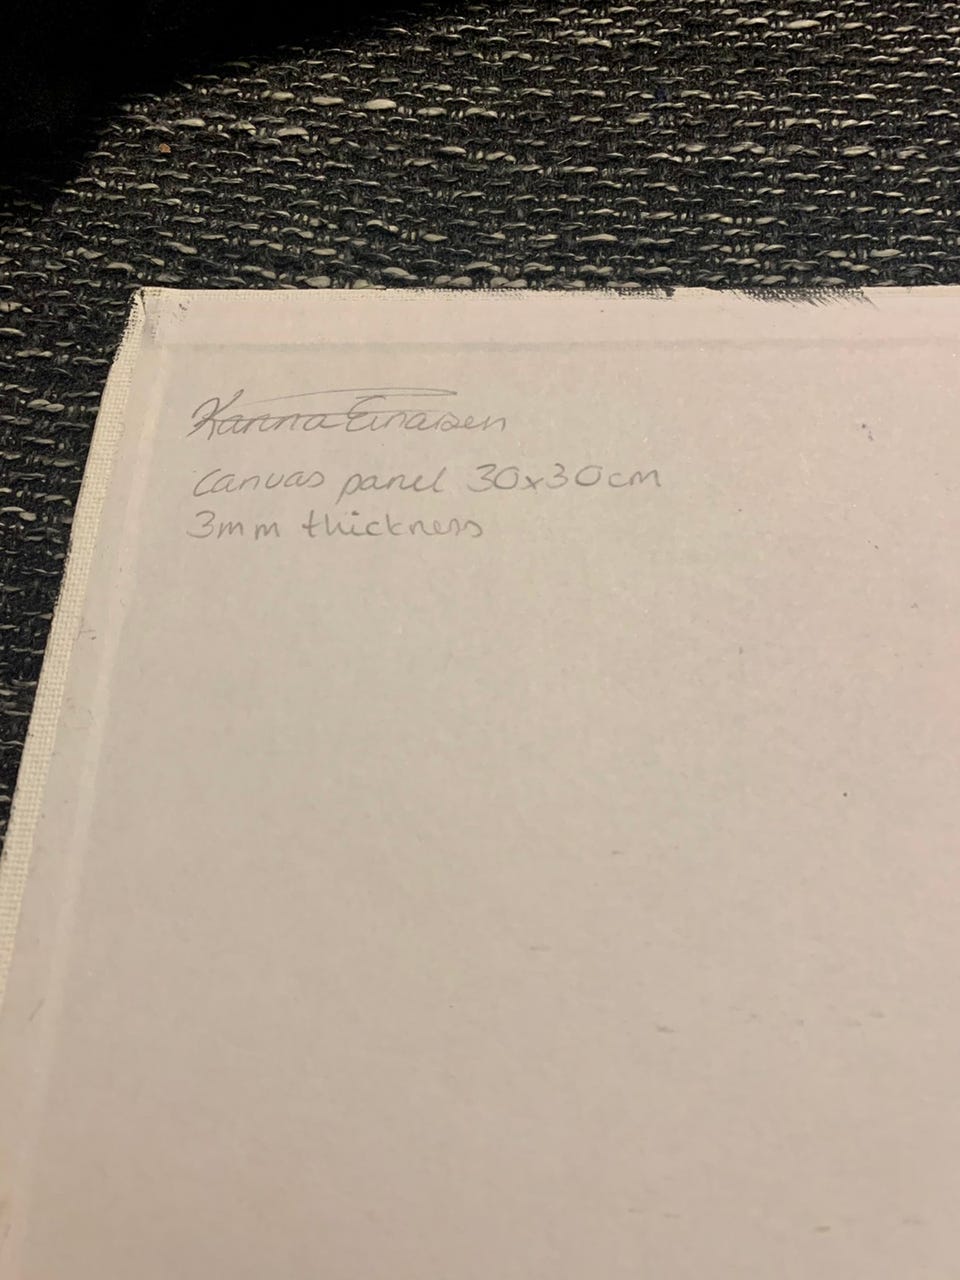 Karina Einarsen
canvas panel 30x30cm
3mm thickness